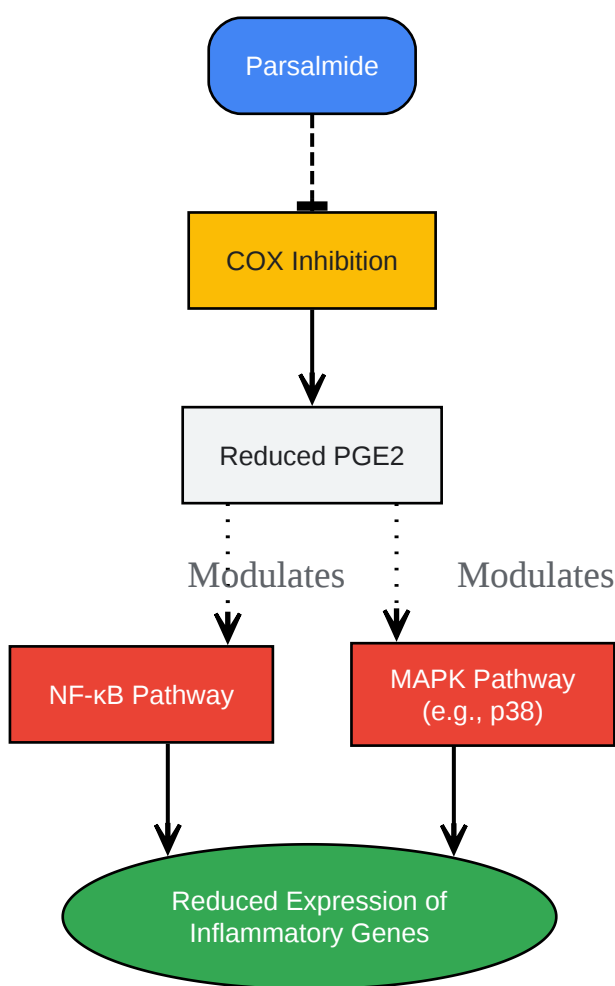 Parsalmide
COX Inhibition
Reduced PGE2
Modulates
Modulates
NF-κB Pathway
MAPK Pathway
(e.g., p38)
Reduced Expression of
Inflammatory Genes